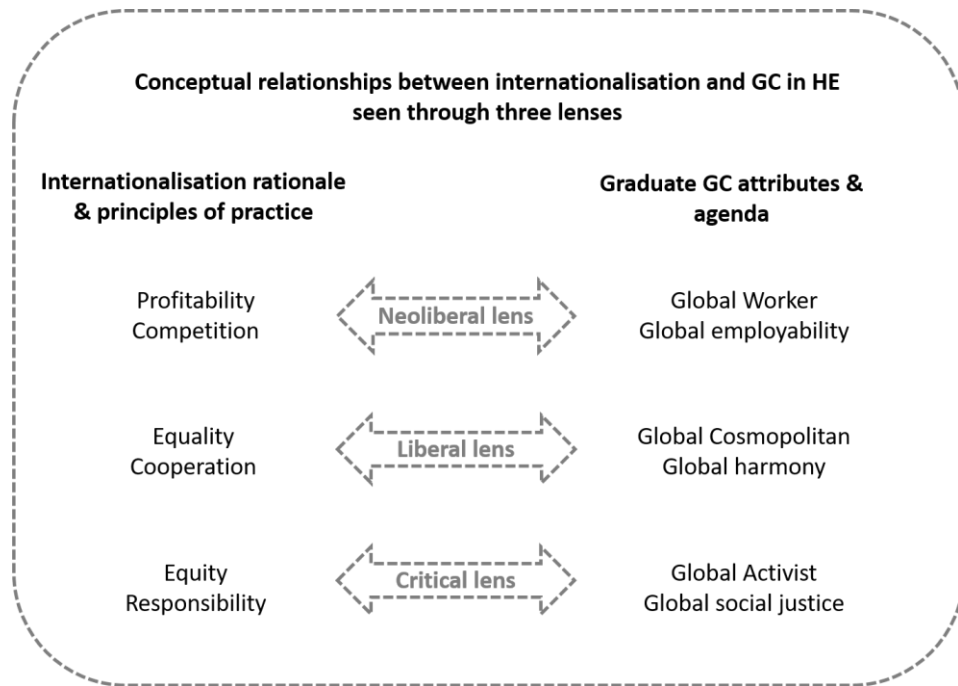 Conceptual relationships between internationalisation and GC in HE
seen through three lenses
Internationalisation rationale
& principles of practice
Graduate GC attributes &
agenda
Profitability
Competition
Neoliberal lens
Global Worker
Global employability
Equality
Cooperation
Liberal lens
Global Cosmopolitan
Global harmony
Equity
Responsibility
Critical lens
Global Activist
Global social justice